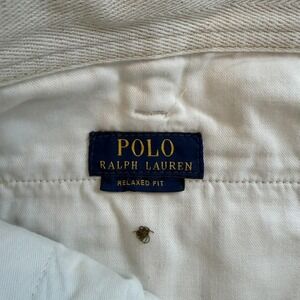 POLO
RALPH LAUREN
RELAXED FIT